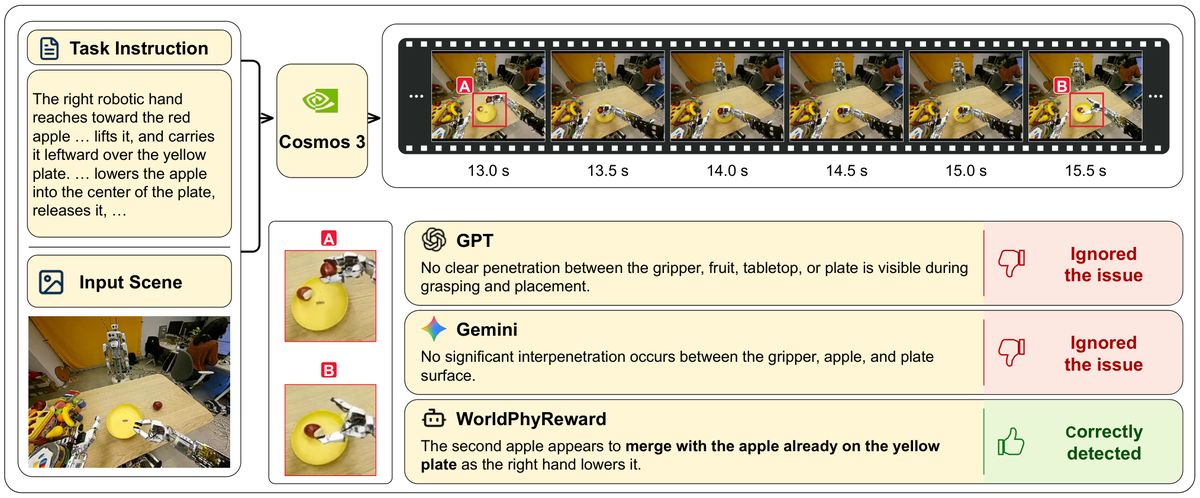 Task Instruction
The right robotic hand
reaches toward the red
apple … lifts it, and carries
it leftward over the yellow
plate. … lowers the apple
into the center of the plate,
releases it, …
Input Scene
Cosmos 3
...
A
B
...
13.0 s
13.5 s
14.0 s
14.5 s
15.0 s
15.5 s
A
B
GPT
No clear penetration between the gripper, fruit, tabletop, or plate is visible during
grasping and placement.
Ignored
the issue
Gemini
No significant interpenetration occurs between the gripper, apple, and plate
surface.
Ignored
the issue
WorldPhyReward
The second apple appears to merge with the apple already on the yellow
plate as the right hand lowers it.
Correctly
detected